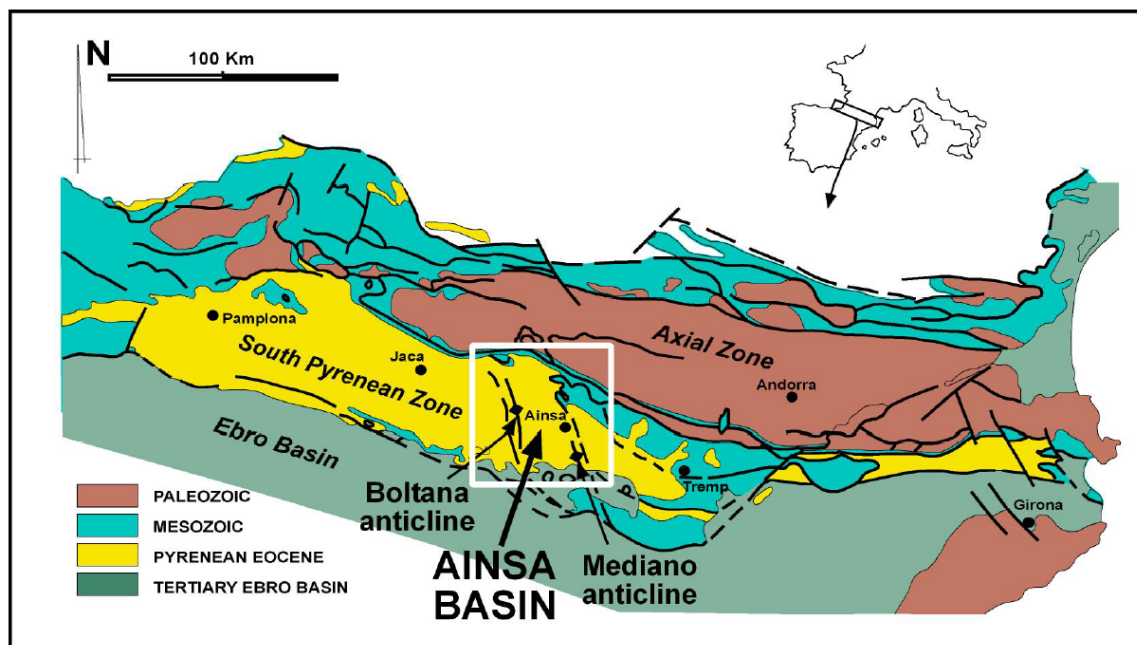 N
100 Km
Pamplona
South Pyrenean Zone
Jaca
Axial Zone
Andorra
Ainsa
Ebro Basin
Tremp
Girona
Boltana
anticline
AINSA
BASIN
Mediano
anticline
PALEOZOIC
MESOZOIC
PYRENEAN EOCENE
TERTIARY EBRO BASIN